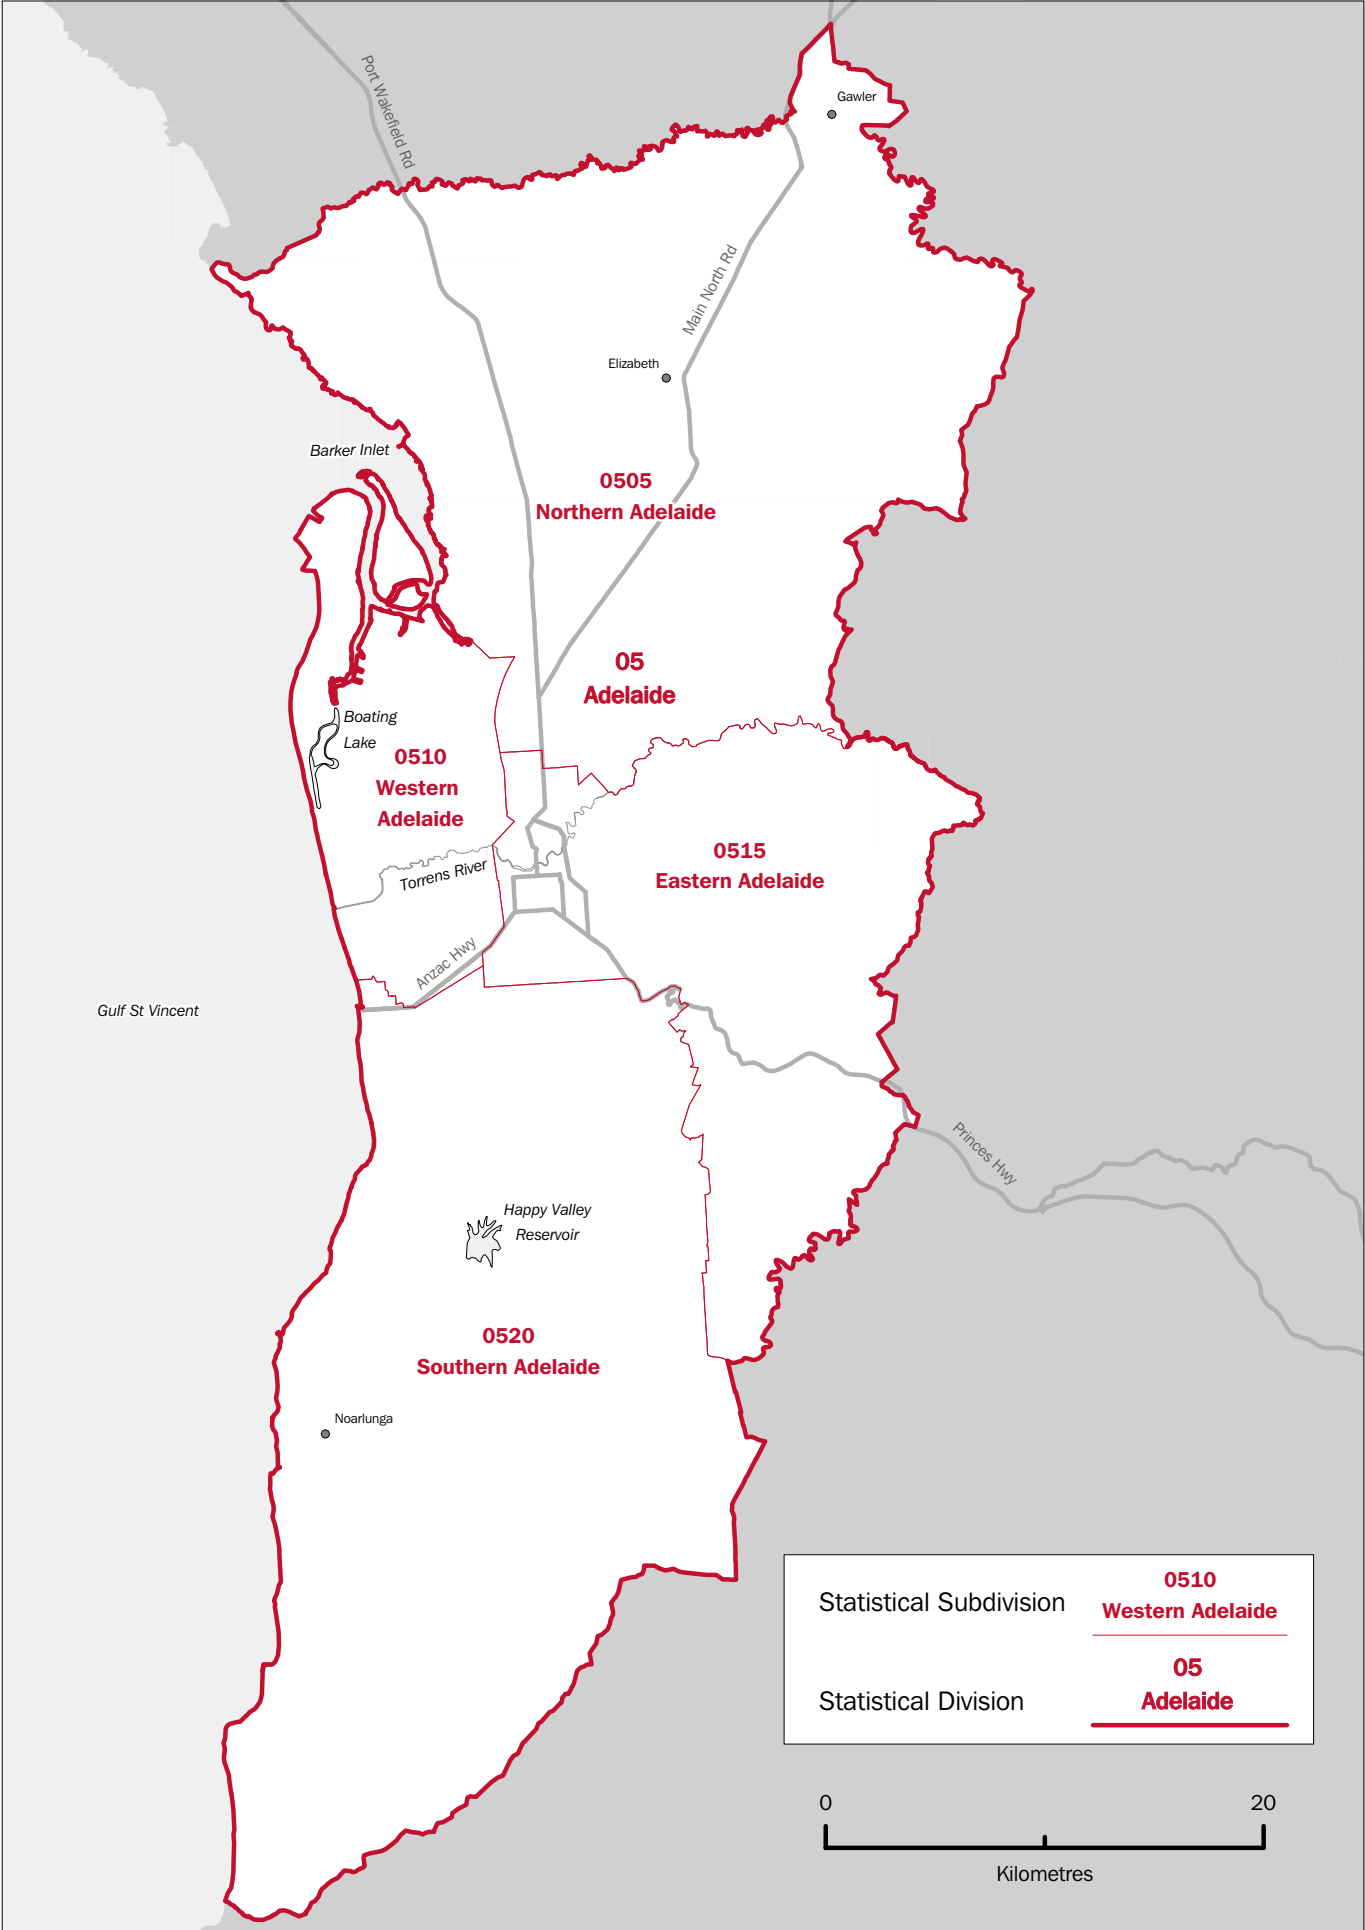 Port Wakefield Rd
Gawler
Main North Rd
Elizabeth
Barker Inlet
0505
Northern Adelaide
05
Adelaide
Boating
Lake
0510
Western
Adelaide
0515
Eastern Adelaide
Torrens River
Anzac Hwy
Gulf St Vincent
Princes Hwy
Happy Valley
Reservoir
0520
Southern Adelaide
Noarlunga
Statistical Subdivision
0510
Western Adelaide
Statistical Division
05
Adelaide
0 20
Kilometres